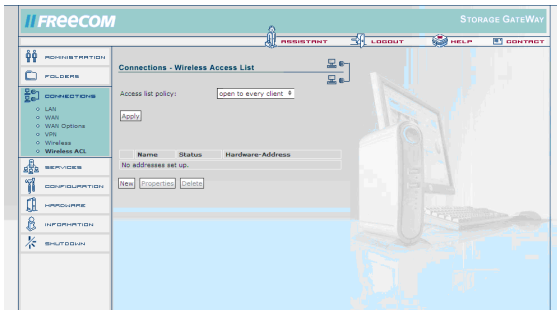 FREECOM
STORAGE GATEWAY
ASSISTANT
LOGOUT
HELP
CONTACT
ADMINISTRATION
FOLDERS
CONNECTIONS
LAN
WAN
WAN Options
VPN
Wireless
Wireless ACL
SERVICES
CONFIGURATION
HARDWARE
INFORMATION
SHUTDOWN
Connections - Wireless Access List
Access list policy: open to every client
Apply
Name Status Hardware-Address
No addresses set up.
New Properties Delete